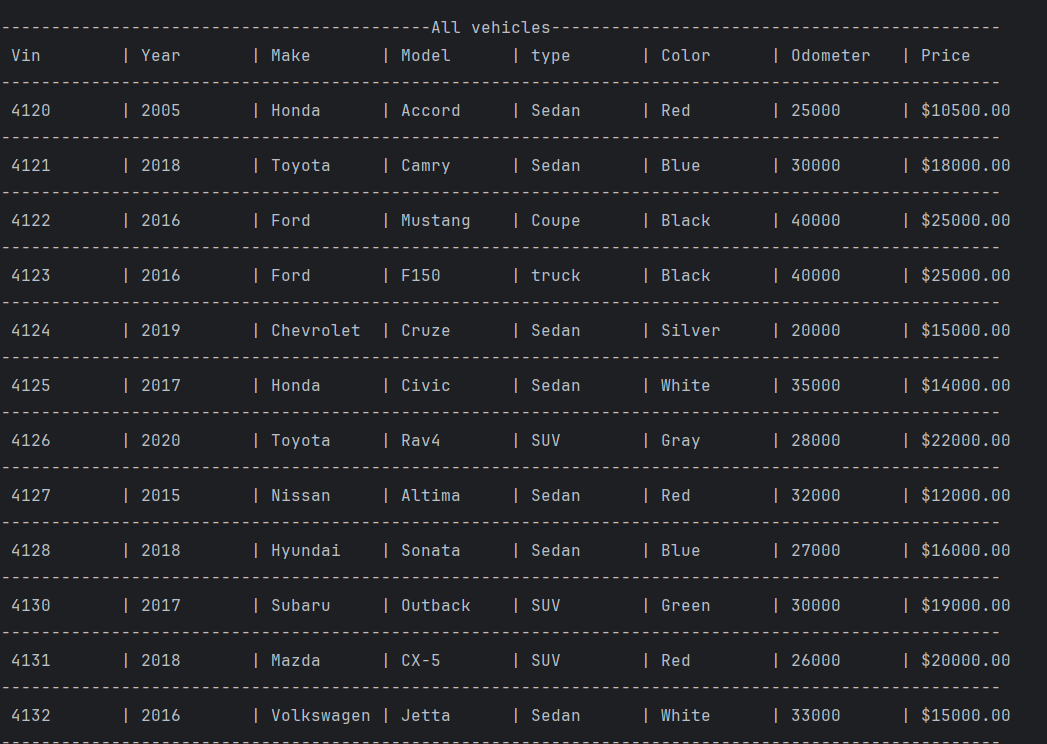 -------------------------------------------All vehicles---------------------------------------------
Vin        | Year       | Make       | Model      | type       | Color      | Odometer   | Price
----------------------------------------------------------------------------------------------------
4120       | 2005       | Honda      | Accord     | Sedan      | Red        | 25000      | $10500.00
----------------------------------------------------------------------------------------------------
4121       | 2018       | Toyota     | Camry      | Sedan      | Blue       | 30000      | $18000.00
----------------------------------------------------------------------------------------------------
4122       | 2016       | Ford       | Mustang    | Coupe      | Black      | 40000      | $25000.00
----------------------------------------------------------------------------------------------------
4123       | 2016       | Ford       | F150       | truck      | Black      | 40000      | $25000.00
----------------------------------------------------------------------------------------------------
4124       | 2019       | Chevrolet  | Cruze      | Sedan      | Silver     | 20000      | $15000.00
----------------------------------------------------------------------------------------------------
4125       | 2017       | Honda      | Civic      | Sedan      | White      | 35000      | $14000.00
----------------------------------------------------------------------------------------------------
4126       | 2020       | Toyota     | Rav4       | SUV        | Gray       | 28000      | $22000.00
----------------------------------------------------------------------------------------------------
4127       | 2015       | Nissan     | Altima     | Sedan      | Red        | 32000      | $12000.00
----------------------------------------------------------------------------------------------------
4128       | 2018       | Hyundai    | Sonata     | Sedan      | Blue       | 27000      | $16000.00
----------------------------------------------------------------------------------------------------
4130       | 2017       | Subaru     | Outback    | SUV        | Green      | 30000      | $19000.00
----------------------------------------------------------------------------------------------------
4131       | 2018       | Mazda      | CX-5       | SUV        | Red        | 26000      | $20000.00
----------------------------------------------------------------------------------------------------
4132       | 2016       | Volkswagen | Jetta      | Sedan      | White      | 33000      | $15000.00
----------------------------------------------------------------------------------------------------